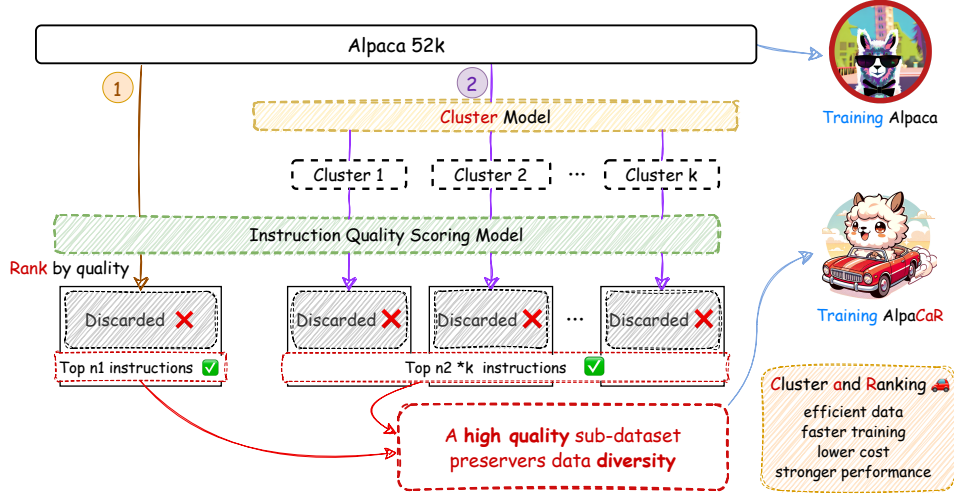 Alpaca 52k
1
2
Training Alpaca
Cluster Model
Cluster 1
Cluster 2
...
Cluster k
Instruction Quality Scoring Model
Rank by quality
Discarded
Discarded
Discarded
...
Discarded
Top n1 instructions
Top n2 *k instructions
Training AlpaCaR
A high quality sub-dataset
preservers data diversity
Cluster and Ranking
efficient data
faster training
lower cost
stronger performance